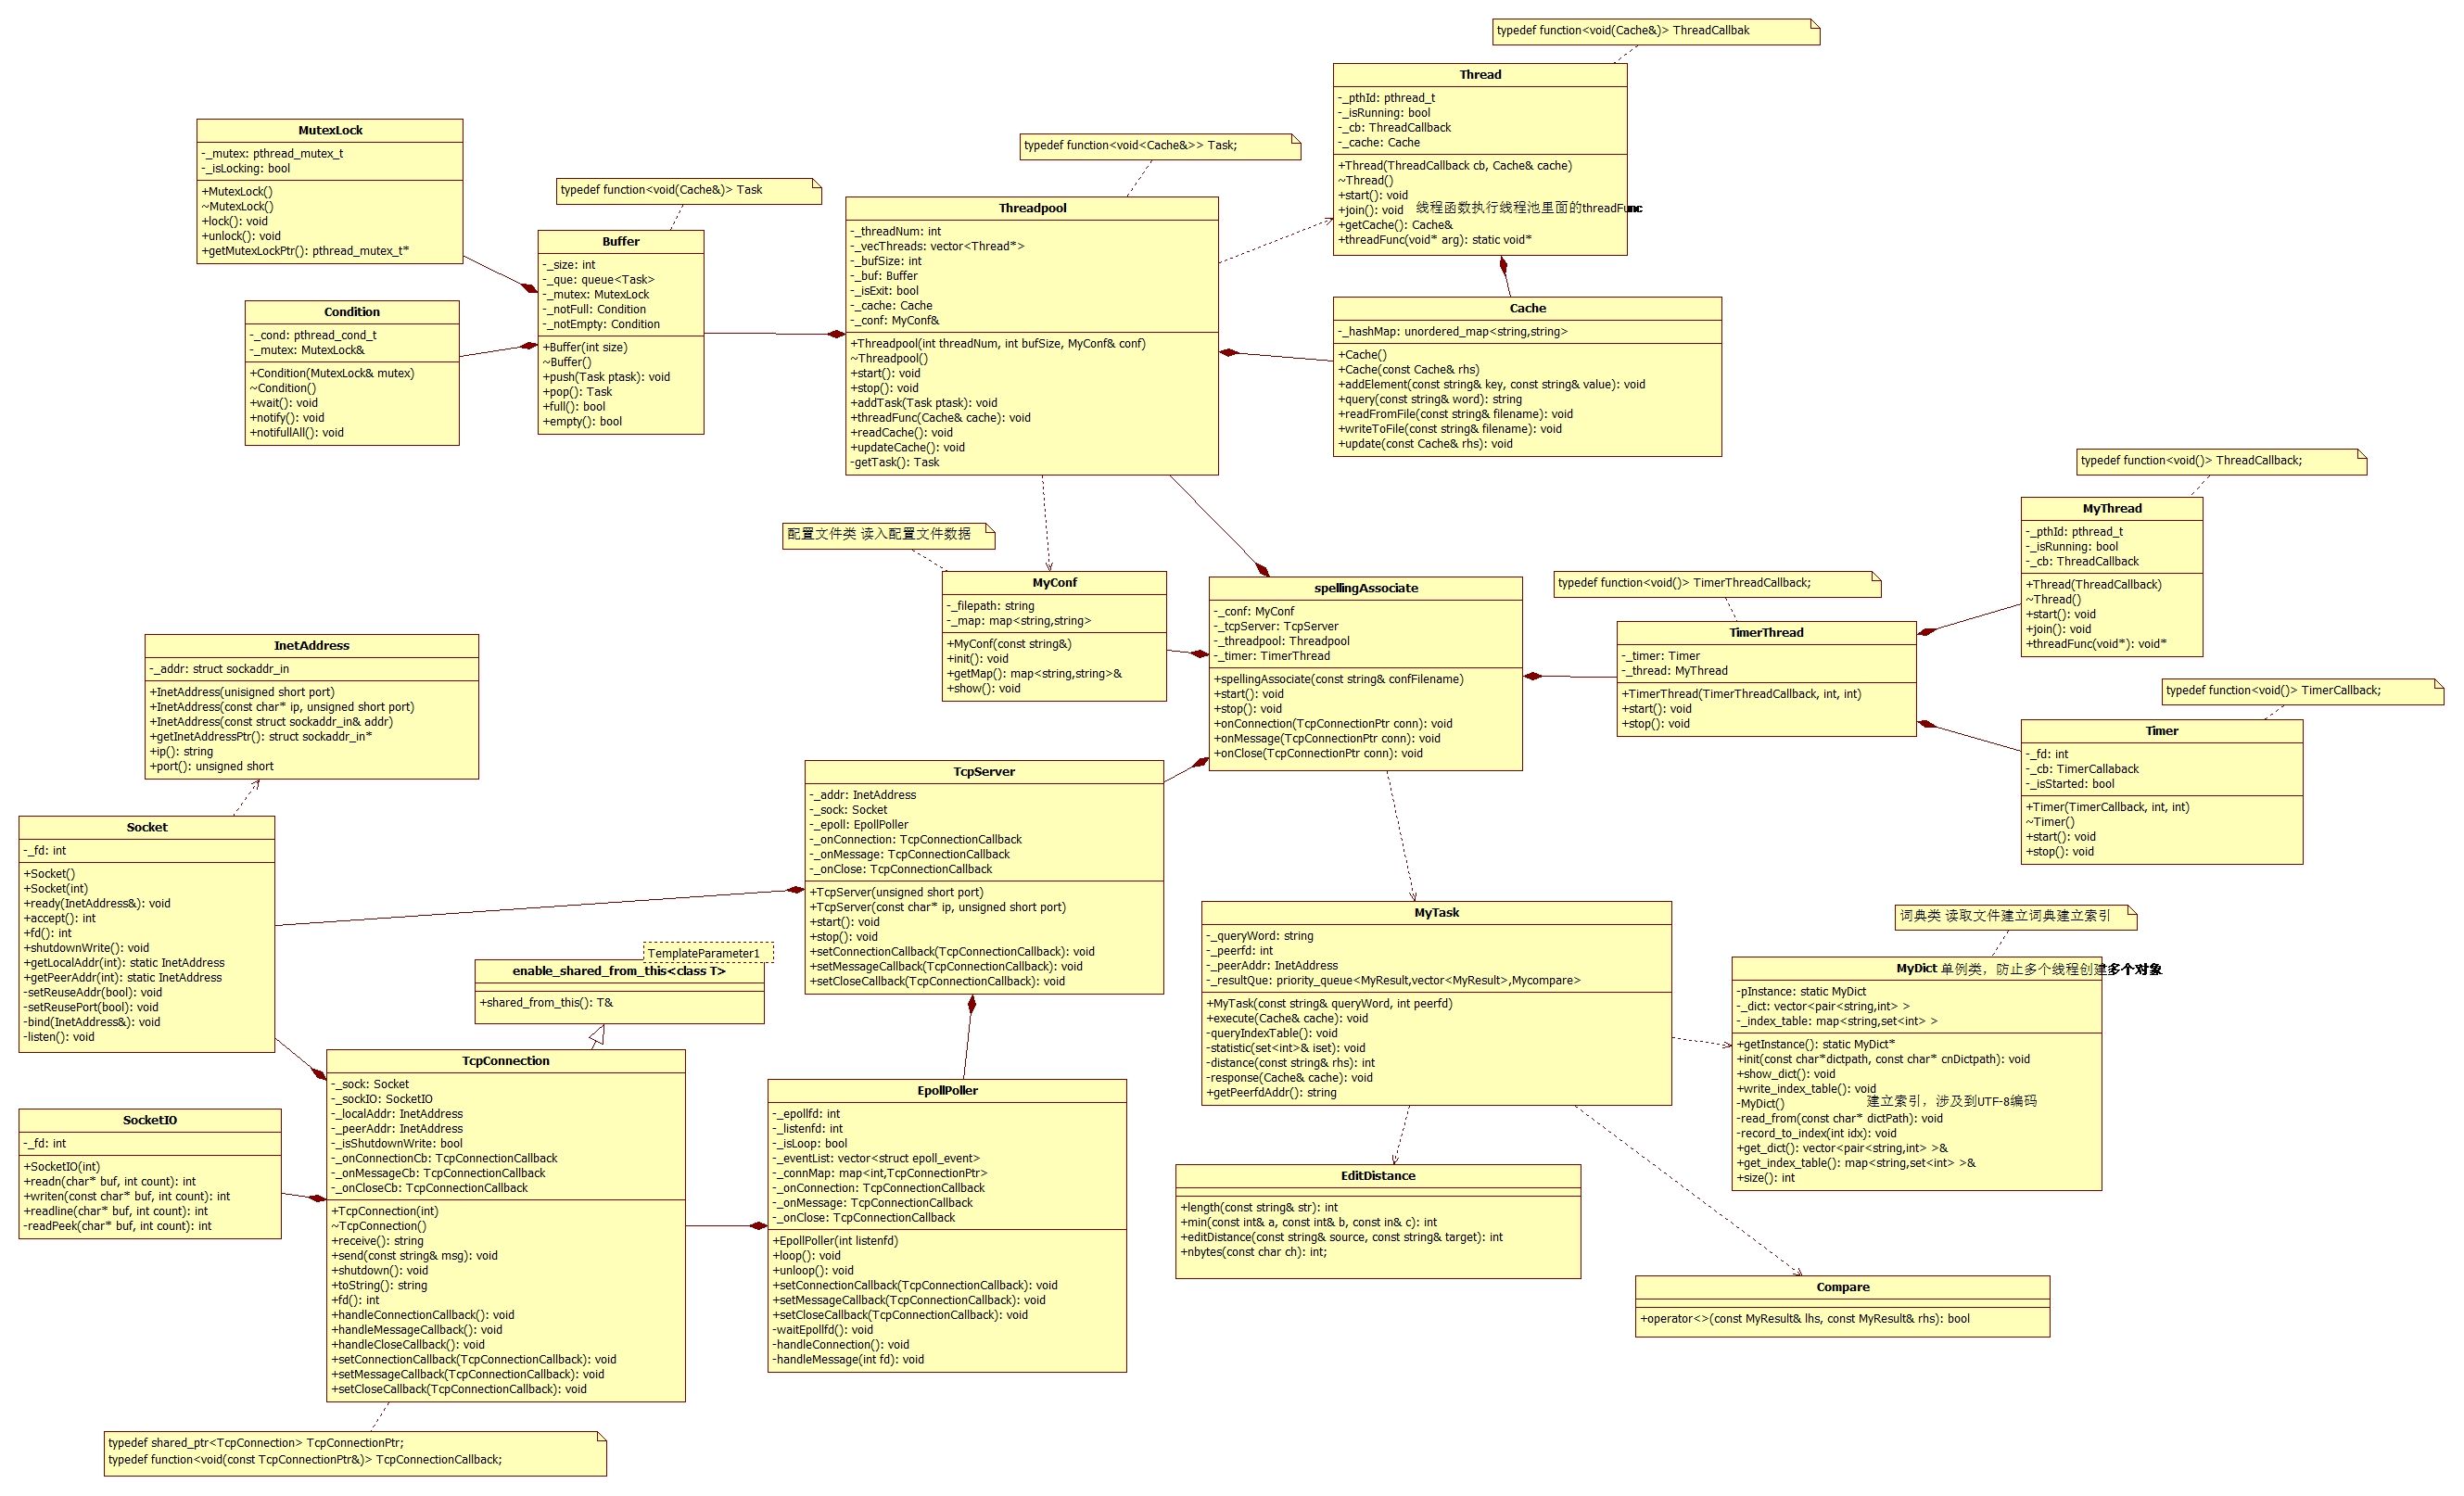 typedef function<void(Cache&)> ThreadCallbak
Thread
-_pthId: pthread_t
-_isRunning: bool
-_cb: ThreadCallback
-_cache: Cache
+Thread(ThreadCallback cb, Cache& cache)
~Thread()
+start(): void
+join(): void
线程函数执行线程池里面的threadFunc
+getCache(): Cache&
+threadFunc(void* arg): static void*
MutexLock
-_mutex: pthread_mutex_t
-_isLocking: bool
+MutexLock()
~MutexLock()
+lock(): void
+unlock(): void
+getMutexLockPtr(): pthread_mutex_t*
typedef function<void<Cache&>> Task;
typedef function<void(Cache&)> Task
Threadpool
-_threadNum: int
-_vecThreads: vector<Thread*>
-_bufSize: int
-_buf: Buffer
-_isExit: bool
-_cache: Cache
-_conf: MyConf&
+Threadpool(int threadNum, int bufSize, MyConf& conf)
~Threadpool()
+start(): void
+stop(): void
+addTask(Task ptask): void
+threadFunc(Cache& cache): void
+readCache(): void
+updateCache(): void
-getTask(): Task
Buffer
-_size: int
-_que: queue<Task>
-_mutex: MutexLock
-_notFull: Condition
-_notEmpty: Condition
+Buffer(int size)
~Buffer()
+push(Task ptask): void
+pop(): Task
+full(): bool
+empty(): bool
Condition
-_cond: pthread_cond_t
-_mutex: MutexLock&
+Condition(MutexLock& mutex)
~Condition()
+wait(): void
+notify(): void
+notifullAll(): void
Cache
-_hashMap: unordered_map<string,string>
+Cache()
+Cache(const Cache& rhs)
+addElement(const string& key, const string& value): void
+query(const string& word): string
+readFromFile(const string& filename): void
+writeToFile(const string& filename): void
+update(const Cache& rhs): void
typedef function<void()> ThreadCallback;
MyThread
-_pthId: pthread_t
-_isRunning: bool
-_cb: ThreadCallback
+Thread(ThreadCallback)
~Thread()
+start(): void
+join(): void
+threadFunc(void*): void*
配置文件类 读入配置文件数据
MyConf
-_filepath: string
-_map: map<string,string>
+MyConf(const string&)
+init(): void
+getMap(): map<string,string>&
+show(): void
spellingAssociate
-_conf: MyConf
-_tcpServer: TcpServer
-_threadpool: Threadpool
-_timer: TimerThread
+spellingAssociate(const string& confFilename)
+start(): void
+stop(): void
+onConnection(TcpConnectionPtr conn): void
+onMessage(TcpConnectionPtr conn): void
+onClose(TcpConnectionPtr conn): void
typedef function<void()> TimerThreadCallback;
TimerThread
-_timer: Timer
-_thread: MyThread
+TimerThread(TimerThreadCallback, int, int)
+start(): void
+stop(): void
typedef function<void()> TimerCallback;
Timer
-_fd: int
-_cb: TimerCallaback
-_isStarted: bool
+Timer(TimerCallback, int, int)
~Timer()
+start(): void
+stop(): void
InetAddress
-_addr: struct sockaddr_in
+InetAddress(unisigned short port)
+InetAddress(const char* ip, unsigned short port)
+InetAddress(const struct sockaddr_in& addr)
+getInetAddressPtr(): struct sockaddr_in*
+ip(): string
+port(): unsigned short
TcpServer
-_addr: InetAddress
-_sock: Socket
-_epoll: EpollPoller
-_onConnection: TcpConnectionCallback
-_onMessage: TcpConnectionCallback
-_onClose: TcpConnectionCallback
+TcpServer(unsigned short port)
+TcpServer(const char* ip, unsigned short port)
+start(): void
+stop(): void
+setConnectionCallback(TcpConnectionCallback): void
+setMessageCallback(TcpConnectionCallback): void
+setCloseCallback(TcpConnectionCallback): void
Socket
-_fd: int
+Socket()
+Socket(int)
+ready(InetAddress&): void
+accept(): int
+fd(): int
+shutdownWrite(): void
+getLocalAddr(int): static InetAddress
+getPeerAddr(int): static InetAddress
-setReuseAddr(bool): void
-setReusePort(bool): void
-bind(InetAddress&): void
-listen(): void
TemplateParameter1
enable_shared_from_this<class T>
+shared_from_this(): T&
MyTask
-_queryWord: string
-_peerfd: int
-_peerAddr: InetAddress
-_resultQue: priority_queue<MyResult,vector<MyResult>,Mycompare>
+MyTask(const string& queryWord, int peerfd)
+execute(Cache& cache): void
-queryIndexTable(): void
-statistic(set<int>& iset): void
-distance(const string& rhs): int
-response(Cache& cache): void
+getPeerfdAddr(): string
词典类 读取文件建立词典建立索引
MyDict 单例类，防止多个线程创建多个对象
-pInstance: static MyDict
-_dict: vector<pair<string,int> >
-_index_table: map<string,set<int> >
+getInstance(): static MyDict*
+init(const char*dictpath, const char* cnDictpath): void
+show_dict(): void
+write_index_table(): void
-MyDict()
建立索引，涉及到UTF-8编码
-read_from(const char* dictPath): void
-record_to_index(int idx): void
+get_dict(): vector<pair<string,int> >&
+get_index_table(): map<string,set<int> >&
+size(): int
TcpConnection
-_sock: Socket
-_sockIO: SocketIO
-_localAddr: InetAddress
-_peerAddr: InetAddress
-_isShutdownWrite: bool
-_onConnectionCb: TcpConnectionCallback
-_onMessageCb: TcpConnectionCallback
-_onCloseCb: TcpConnectionCallback
+TcpConnection(int)
~TcpConnection()
+receive(): string
+send(const string& msg): void
+shutdown(): void
+toString(): string
+fd(): int
+handleConnectionCallback(): void
+handleMessageCallback(): void
+handleCloseCallback(): void
+setConnectionCallback(TcpConnectionCallback): void
+setMessageCallback(TcpConnectionCallback): void
+setCloseCallback(TcpConnectionCallback): void
EpollPoller
-_epollfd: int
-_listenfd: int
-_isLoop: bool
-_eventList: vector<struct epoll_event>
-_connMap: map<int,TcpConnectionPtr>
-_onConnection: TcpConnectionCallback
-_onMessage: TcpConnectionCallback
-_onClose: TcpConnectionCallback
+EpollPoller(int listenfd)
+loop(): void
+unloop(): void
+setConnectionCallback(TcpConnectionCallback): void
+setMessageCallback(TcpConnectionCallback): void
+setCloseCallback(TcpConnectionCallback): void
-waitEpollfd(): void
-handleConnection(): void
-handleMessage(int fd): void
SocketIO
-_fd: int
+SocketIO(int)
+readn(char* buf, int count): int
+writen(const char* buf, int count): int
+readline(char* buf, int count): int
-readPeek(char* buf, int count): int
EditDistance
+length(const string& str): int
+min(const int& a, const int& b, const in& c): int
+editDistance(const string& source, const string& target): int
+nbytes(const char ch): int;
Compare
+operator<>(const MyResult& lhs, const MyResult& rhs): bool
typedef shared_ptr<TcpConnection> TcpConnectionPtr;
typedef function<void(const TcpConnectionPtr&)> TcpConnectionCallback;